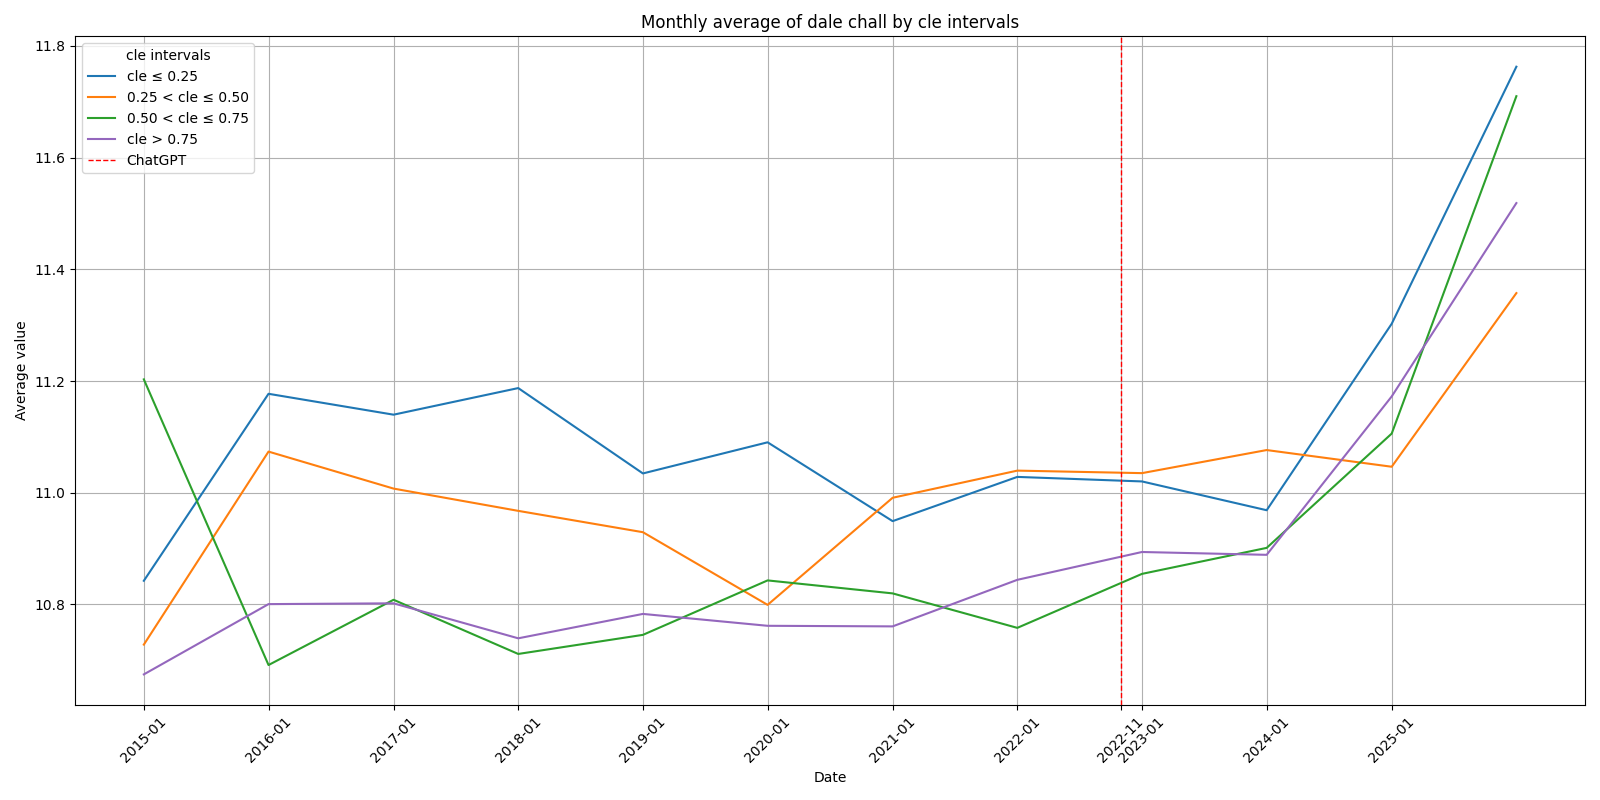 Monthly average of dale chall by cle intervals
cle intervals
cle ≤ 0.25
0.25 < cle ≤ 0.50
0.50 < cle ≤ 0.75
cle > 0.75
ChatGPT
Average value
11.8
11.6
11.4
11.2
11.0
10.8
2015-01
2016-01
2017-01
2018-01
2019-01
2020-01
2021-01
2022-01
2022-11
2023-01
2024-01
2025-01
Date